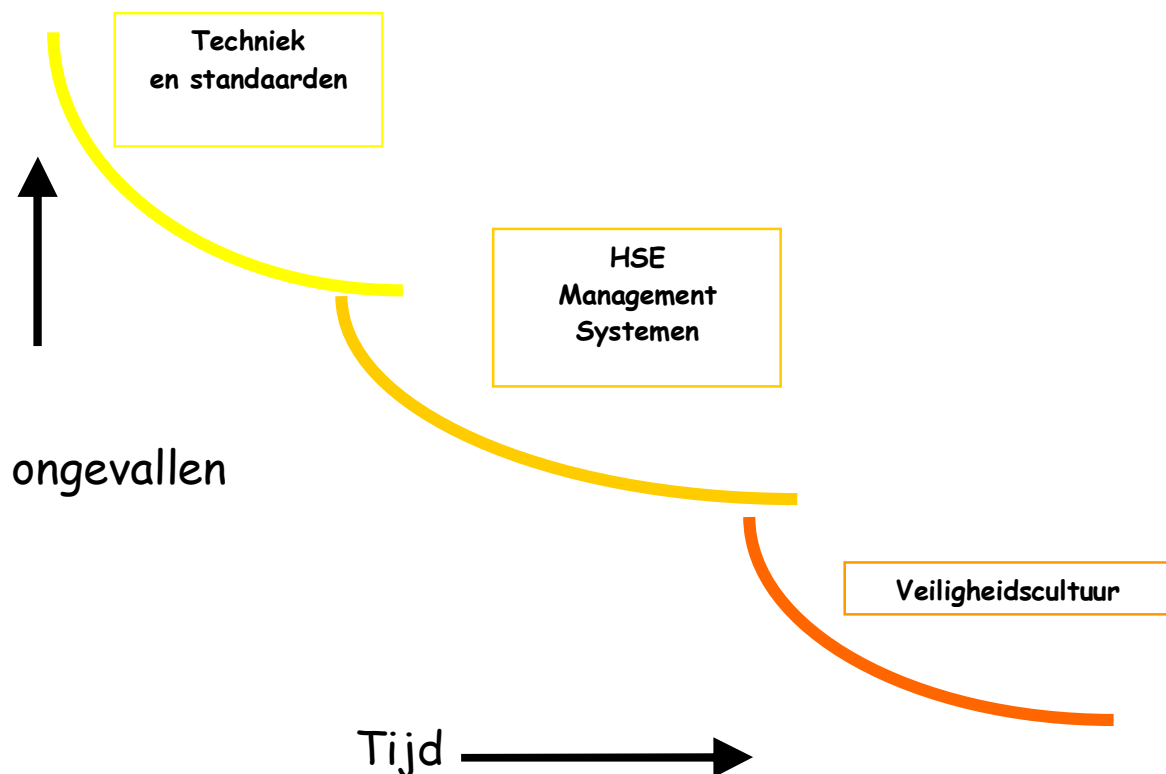 Techniek
en standaarden
HSE
Management
Systemen
ongevallen
Veiligheidscultuur
Tijd